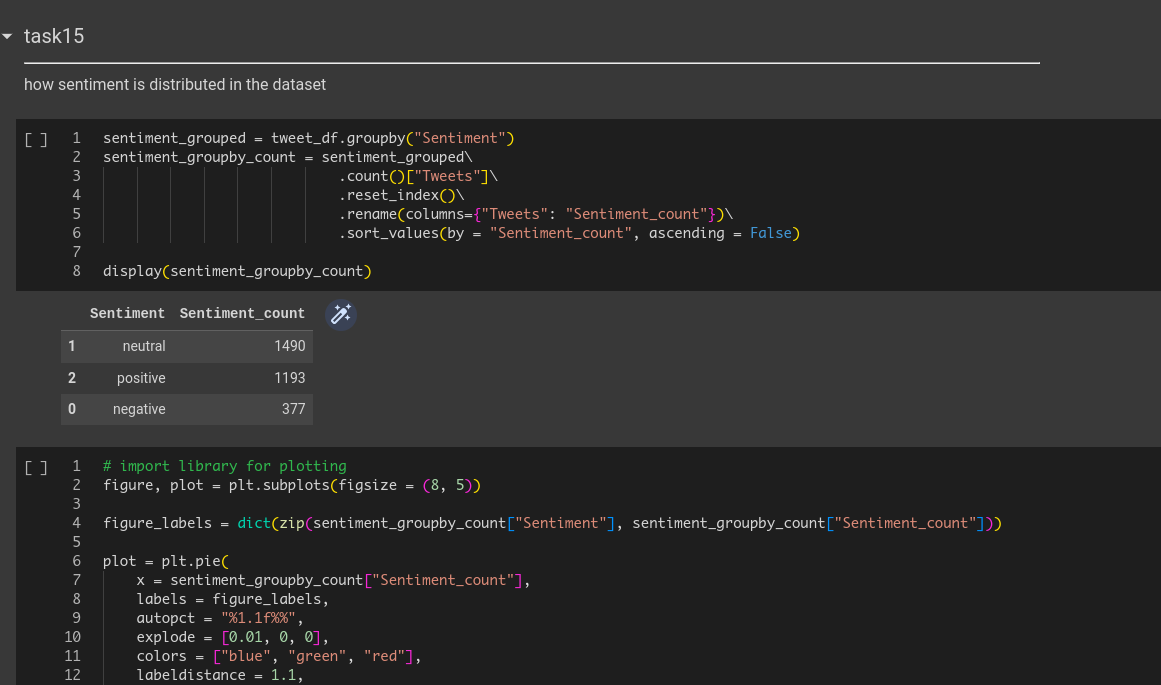 task15
how sentiment is distributed in the dataset
[ ] 1 sentiment_grouped = tweet_df.groupby("Sentiment")
2 sentiment_groupby_count = sentiment_grouped\
3 .count()["Tweets"]\
4 .reset_index()\
5 .rename(columns={"Tweets": "Sentiment_count"})\
6 .sort_values(by = "Sentiment_count", ascending = False)
7
8 display(sentiment_groupby_count)
Sentiment Sentiment_count
1 neutral 1490
2 positive 1193
0 negative 377
[ ] 1 # import library for plotting
2 figure, plot = plt.subplots(figsize = (8, 5))
3
4 figure_labels = dict(zip(sentiment_groupby_count["Sentiment"], sentiment_groupby_count["Sentiment_count"]))
5
6 plot = plt.pie(
7 x = sentiment_groupby_count["Sentiment_count"],
8 labels = figure_labels,
9 autopct = "%1.1f%%",
10 explode = [0.01, 0, 0],
11 colors = ["blue", "green", "red"],
12 labeldistance = 1.1,